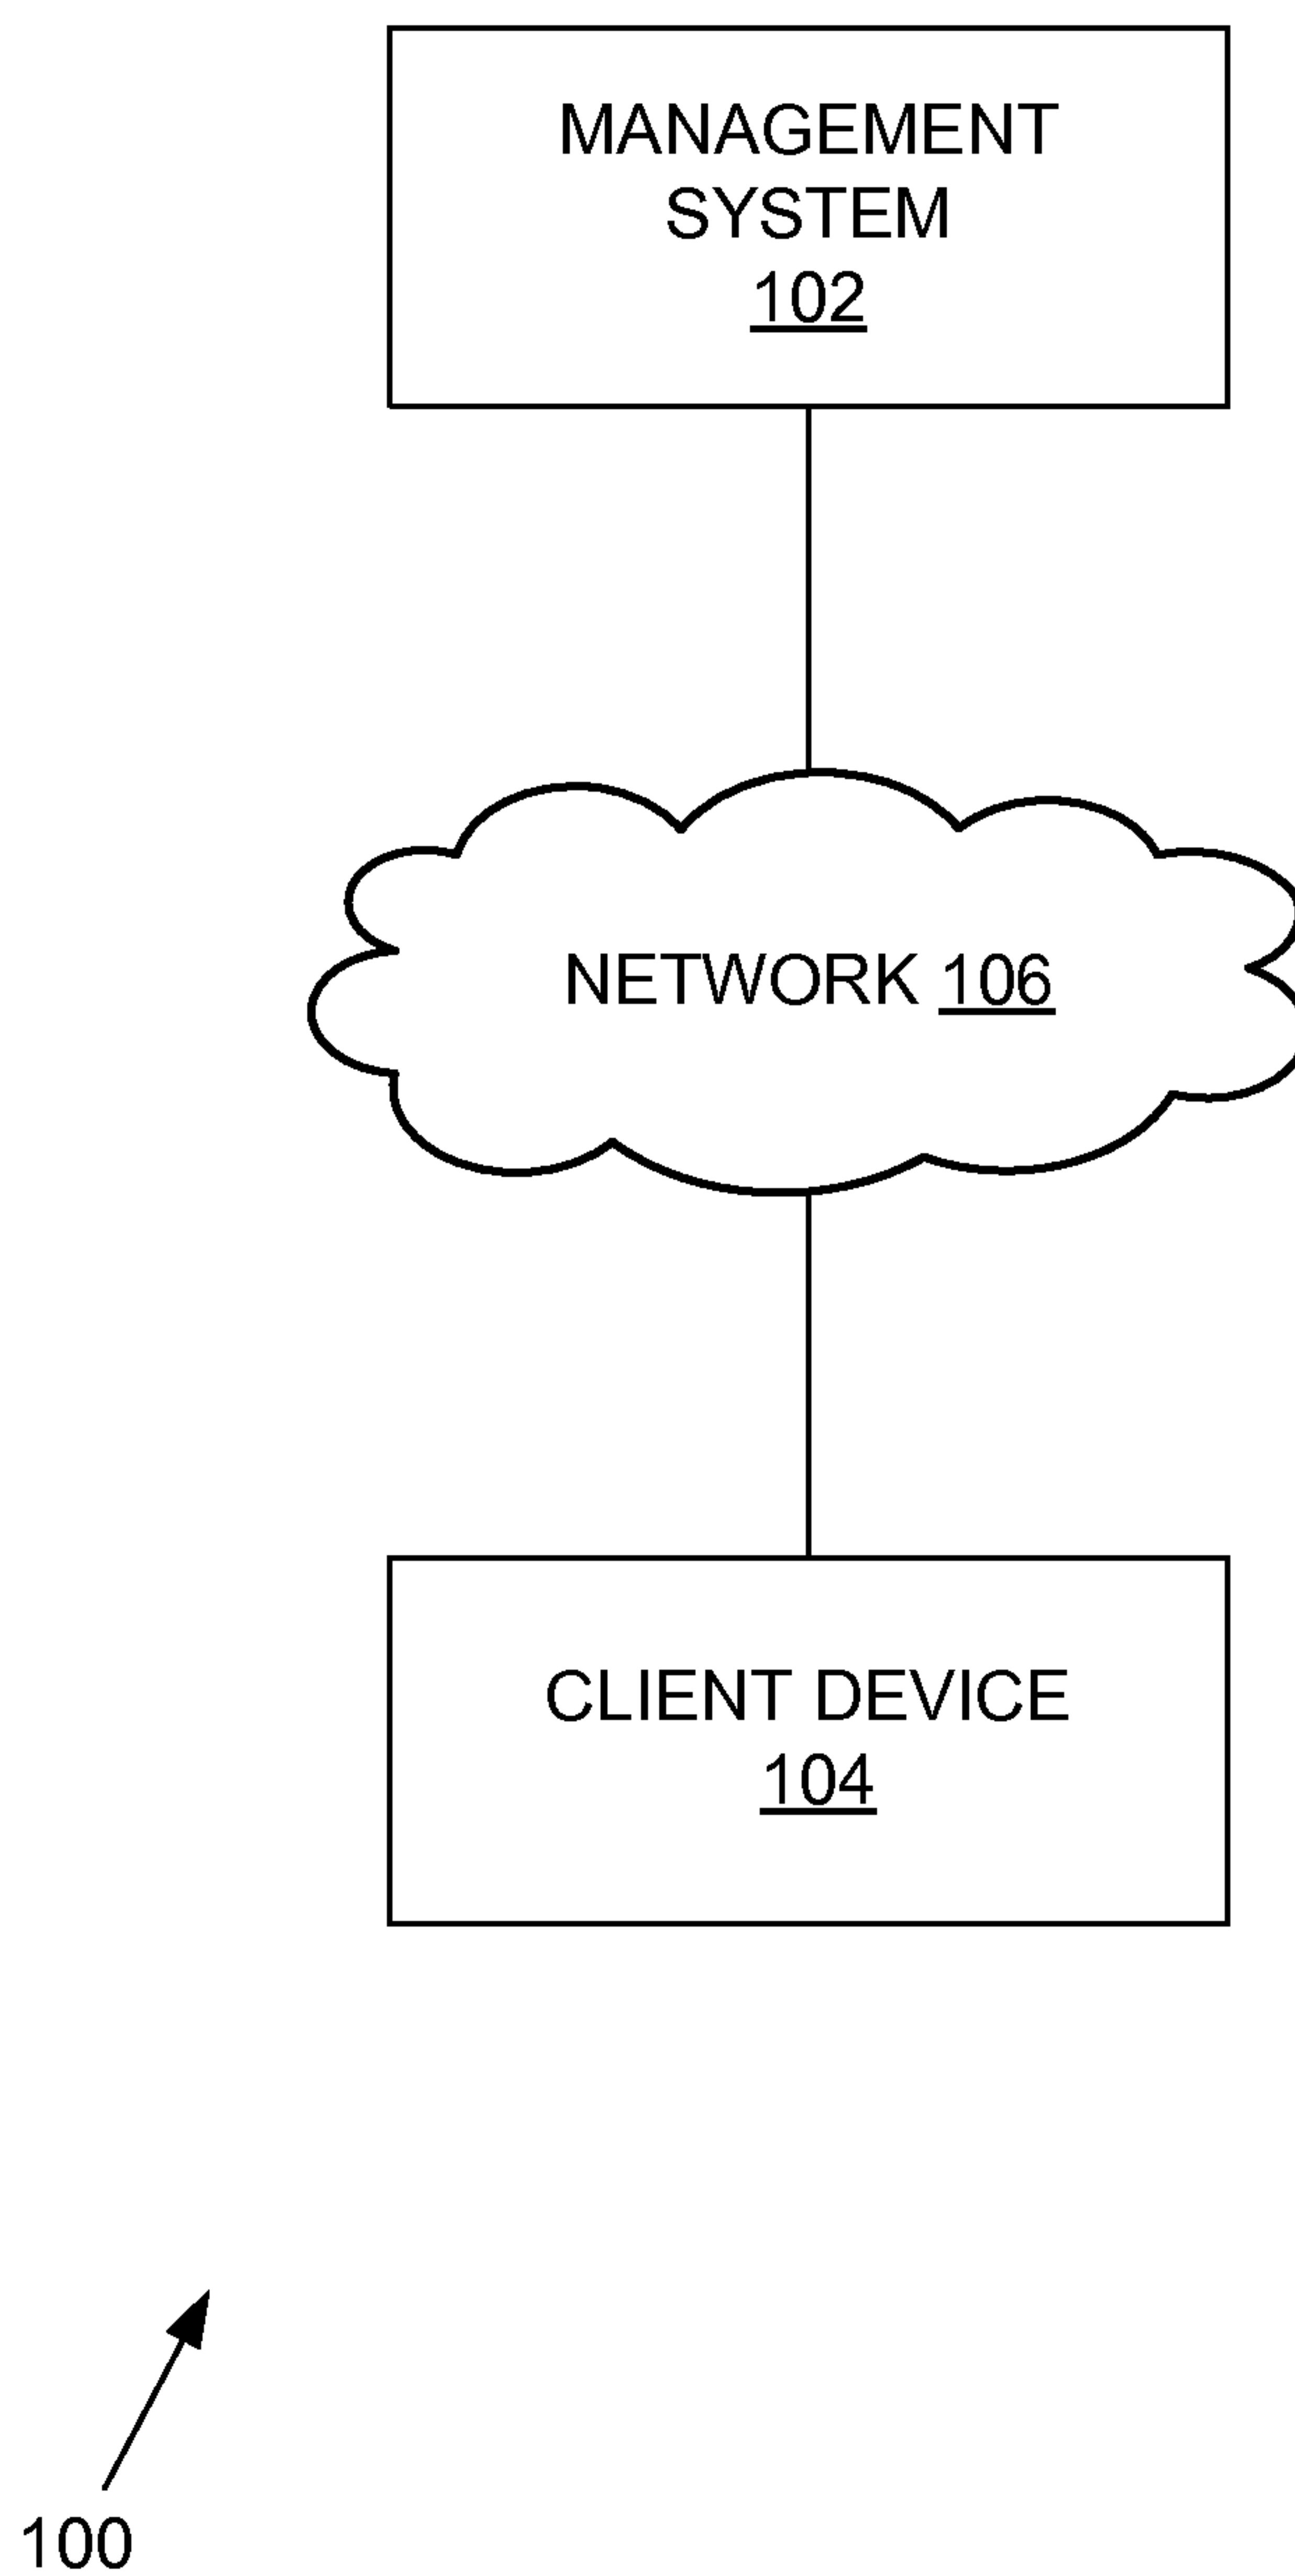 MANAGEMENT
SYSTEM
102
NETWORK 106
CLIENT DEVICE
104
100